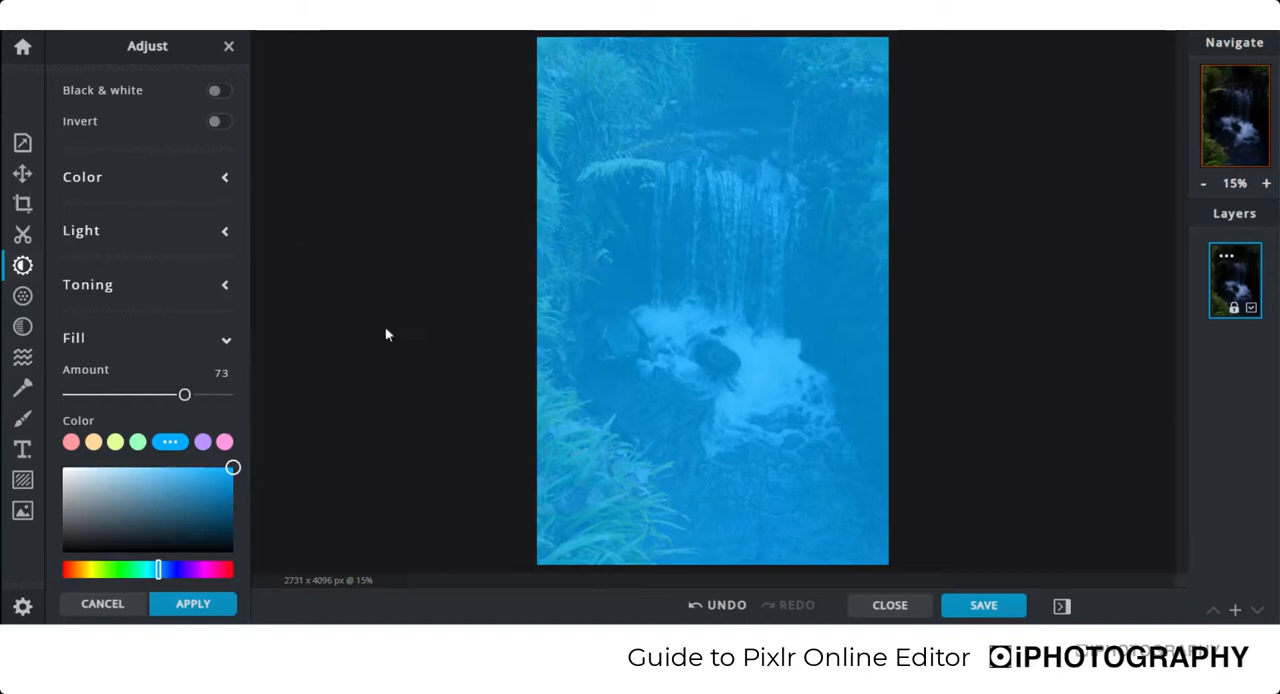 Adjust
Black & white
Invert
Color
Light
Toning
Fill
Amount
73
Color
CANCEL
APPLY
2731 x 4096 px @ 15%
UNDO
REDO
CLOSE
SAVE
Navigate
- 15% +
Layers
Guide to Pixlr Online Editor
iPHOTOGRAPHY